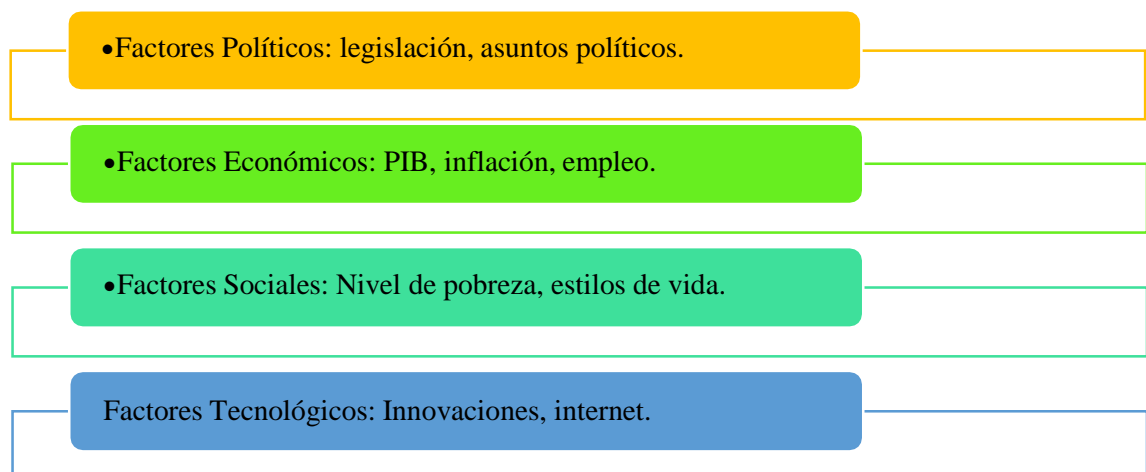 •Factores Políticos: legislación, asuntos políticos.
•Factores Económicos: PIB, inflación, empleo.
•Factores Sociales: Nivel de pobreza, estilos de vida.
Factores Tecnológicos: Innovaciones, internet.